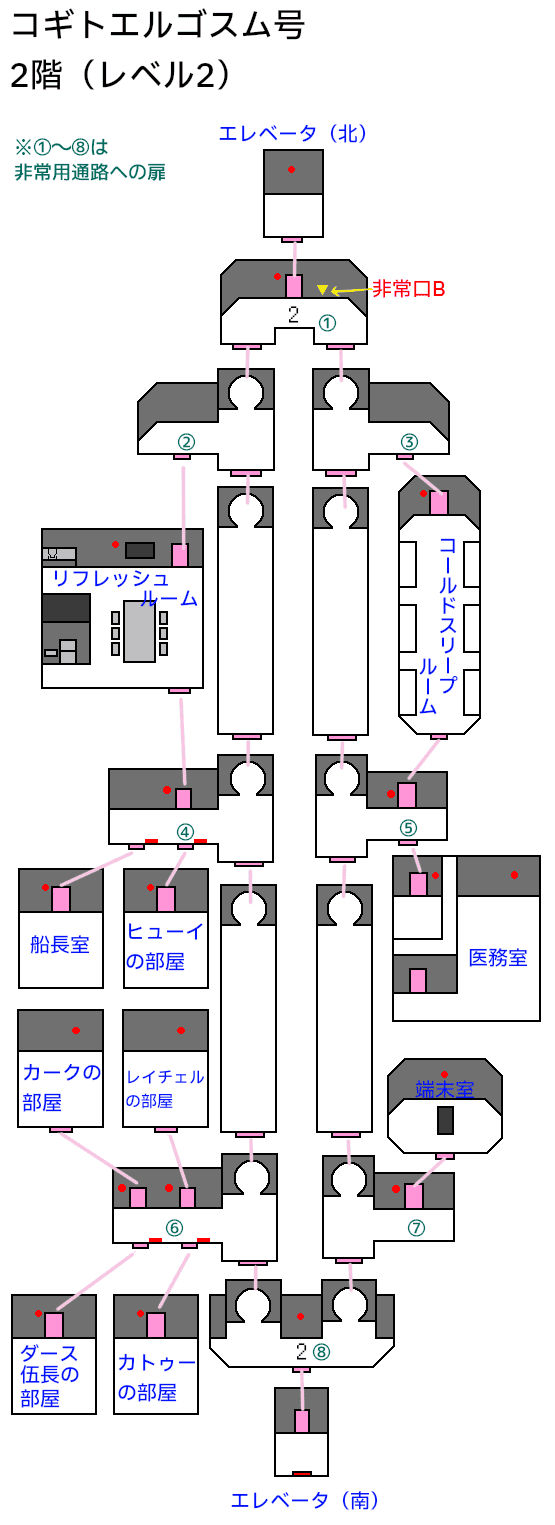 コギトエルゴスム号
2階（レベル2）
エレベータ（北）
※①～⑧は
非常用通路への扉
非常口B
2
①
②
③
リフレッシュ
ルーム
コールドスリープ
ルーム
④
⑤
船長室
ヒューイ
の部屋
医務室
カークの
部屋
レイチェル
の部屋
端末室
⑥
⑦
ダース
伍長の
部屋
カトゥー
の部屋
2 ⑧
エレベータ（南）